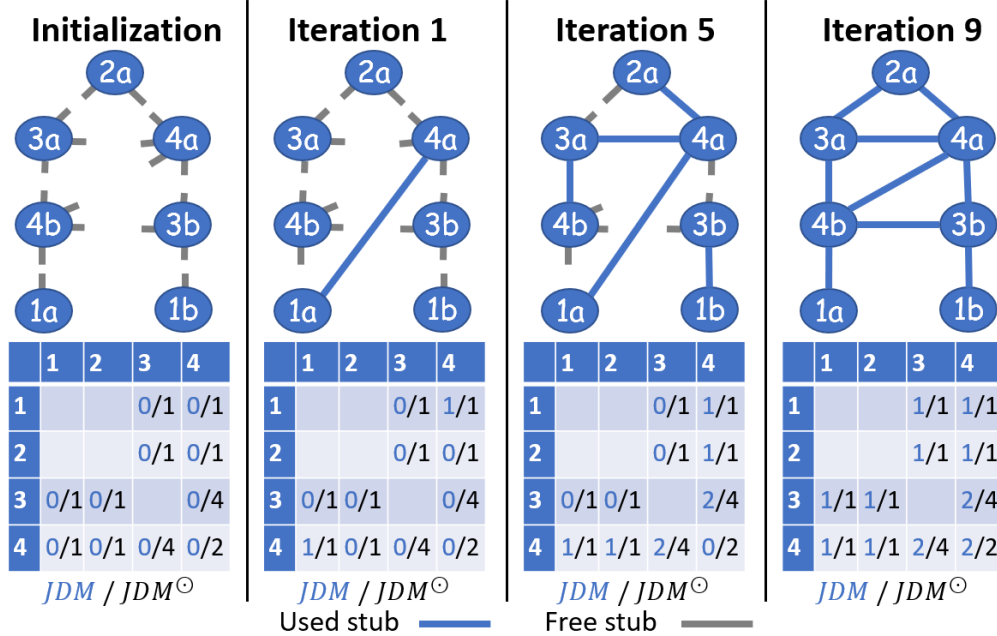 Initialization
2a
3a 4a
4b 3b
1a 1b
1 2 3 4
1 0/1 0/1
2 0/1 0/1
3 0/1 0/1 0/4
4 0/1 0/1 0/4 0/2
JDM / JDM⊙
Iteration 1
2a
3a 4a
4b 3b
1a 1b
1 2 3 4
1 0/1 1/1
2 0/1 0/1
3 0/1 0/1 0/4
4 1/1 0/1 0/4 0/2
JDM / JDM⊙
Iteration 5
2a
3a 4a
4b 3b
1a 1b
1 2 3 4
1 0/1 1/1
2 0/1 1/1
3 0/1 0/1 2/4
4 1/1 1/1 2/4 0/2
JDM / JDM⊙
Iteration 9
2a
3a 4a
4b 3b
1a 1b
1 2 3 4
1 1/1 1/1
2 1/1 1/1
3 1/1 1/1 2/4
4 1/1 1/1 2/4 2/2
JDM / JDM⊙
Used stub Free stub